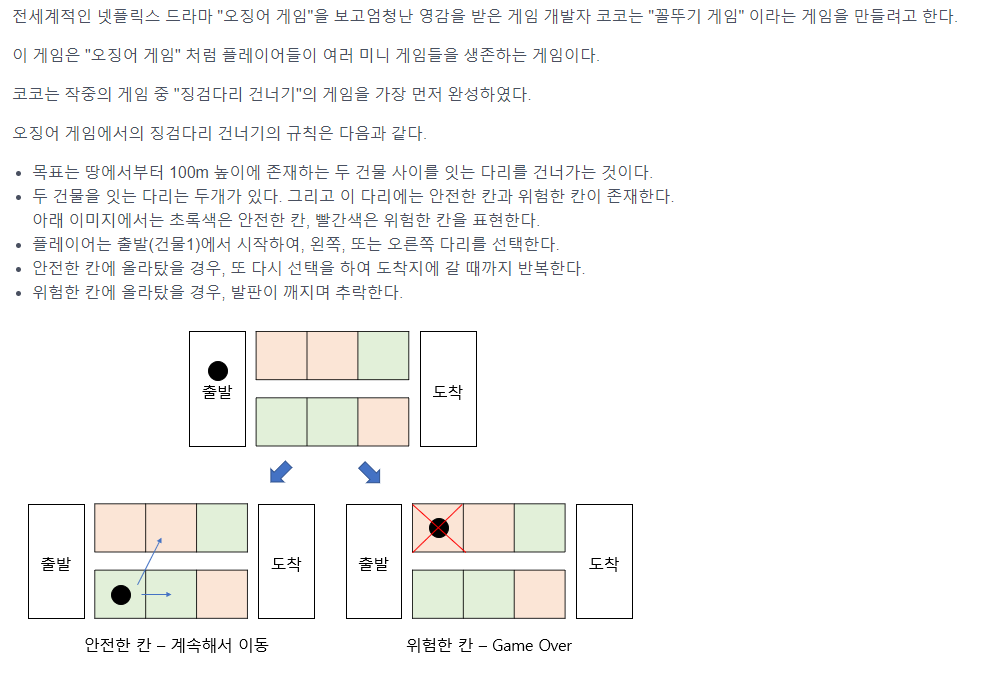 전세계적인 넷플릭스 드라마 "오징어 게임"을 보고엄청난 영감을 받은 게임 개발자 코코는 "꼴뚜기 게임" 이라는 게임을 만들려고 한다.
이 게임은 "오징어 게임" 처럼 플레이어들이 여러 미니 게임들을 생존하는 게임이다.
코코는 작중의 게임 중 "징검다리 건너기"의 게임을 가장 먼저 완성하였다.
오징어 게임에서의 징검다리 건너기의 규칙은 다음과 같다.
• 목표는 땅에서부터 100m 높이에 존재하는 두 건물 사이를 잇는 다리를 건너가는 것이다.
• 두 건물을 잇는 다리는 두개가 있다. 그리고 이 다리에는 안전한 칸과 위험한 칸이 존재한다.
아래 이미지에서는 초록색은 안전한 칸, 빨간색은 위험한 칸을 표현한다.
• 플레이어는 출발(건물1)에서 시작하여, 왼쪽, 또는 오른쪽 다리를 선택한다.
• 안전한 칸에 올라탔을 경우, 또 다시 선택을 하여 도착지에 갈 때까지 반복한다.
• 위험한 칸에 올라탔을 경우, 발판이 깨지며 추락한다.
출발
도착
출발
도착
출발
도착
안전한 칸 – 계속해서 이동
위험한 칸 – Game Over